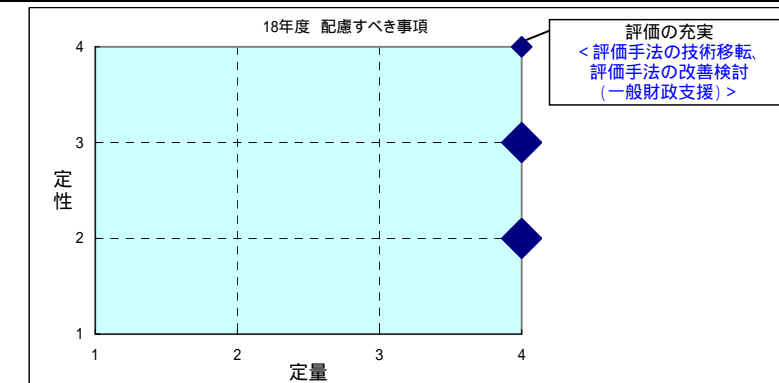 18年度 配慮すべき事項
評価の充実
<評価手法の技術移転、
評価手法の改善検討
(一般財政支援)>
4
3
定性
2
1
1 2 3 4
定量